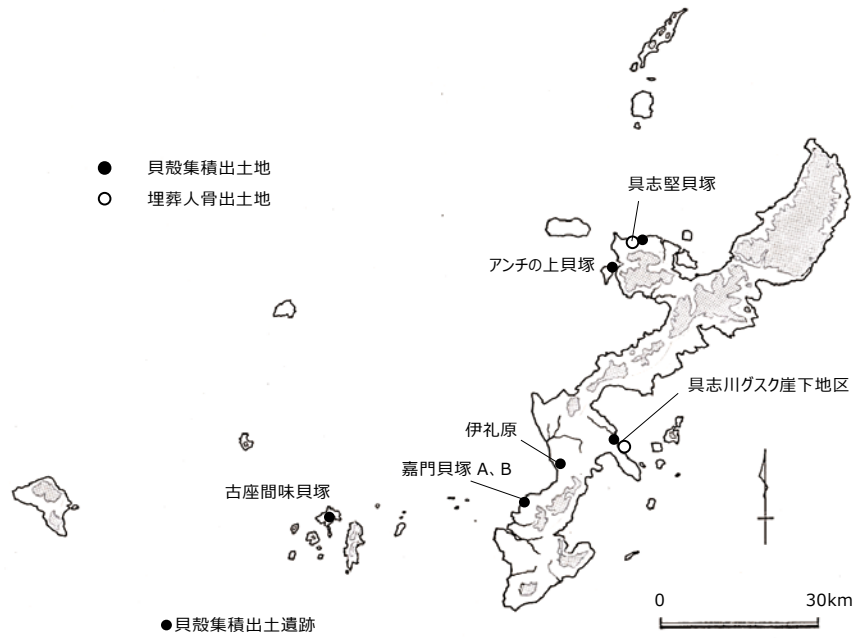 貝殻集積出土地
埋葬人骨出土地
具志堅貝塚
アンチの上貝塚
具志川グスク崖下地区
伊礼原
嘉門貝塚 A、B
古座間味貝塚
0 30km
●貝殻集積出土遺跡